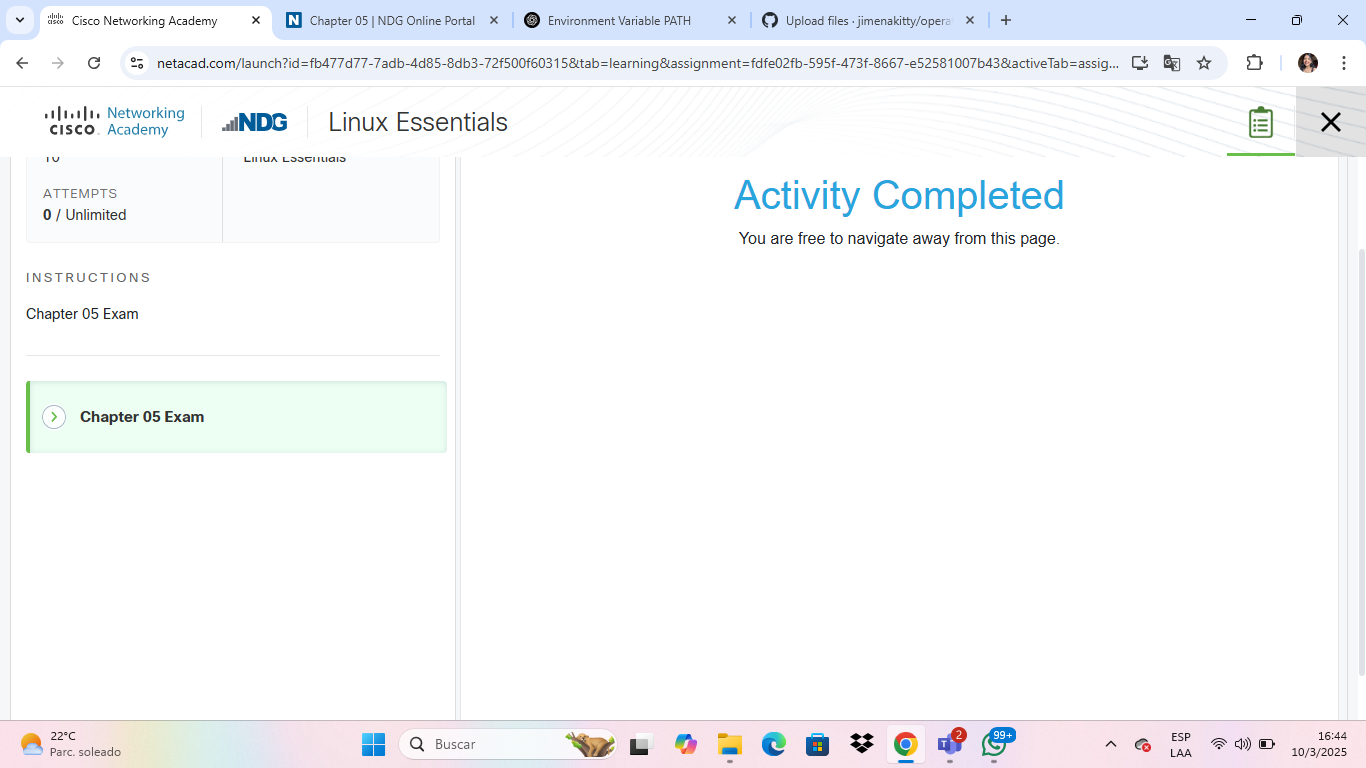 Cisco Networking Academy
Chapter 05 | NDG Online Portal
Environment Variable PATH
Upload files · jimenakitty/opera
netacad.com/launch?id=fb477d77-7adb-4d85-8db3-72f500f60315&tab=learning&assignment=fdfe02fb-595f-473f-8667-e52581007b43&activeTab=assig...
CISCO Networking Academy
NDG
Linux Essentials
10
Linux Essentials
ATTEMPTS
0 / Unlimited
INSTRUCTIONS
Chapter 05 Exam
Chapter 05 Exam
Activity Completed
You are free to navigate away from this page.
22°C
Parc. soleado
Buscar
2
99+
ESP
LAA
16:44
10/3/2025